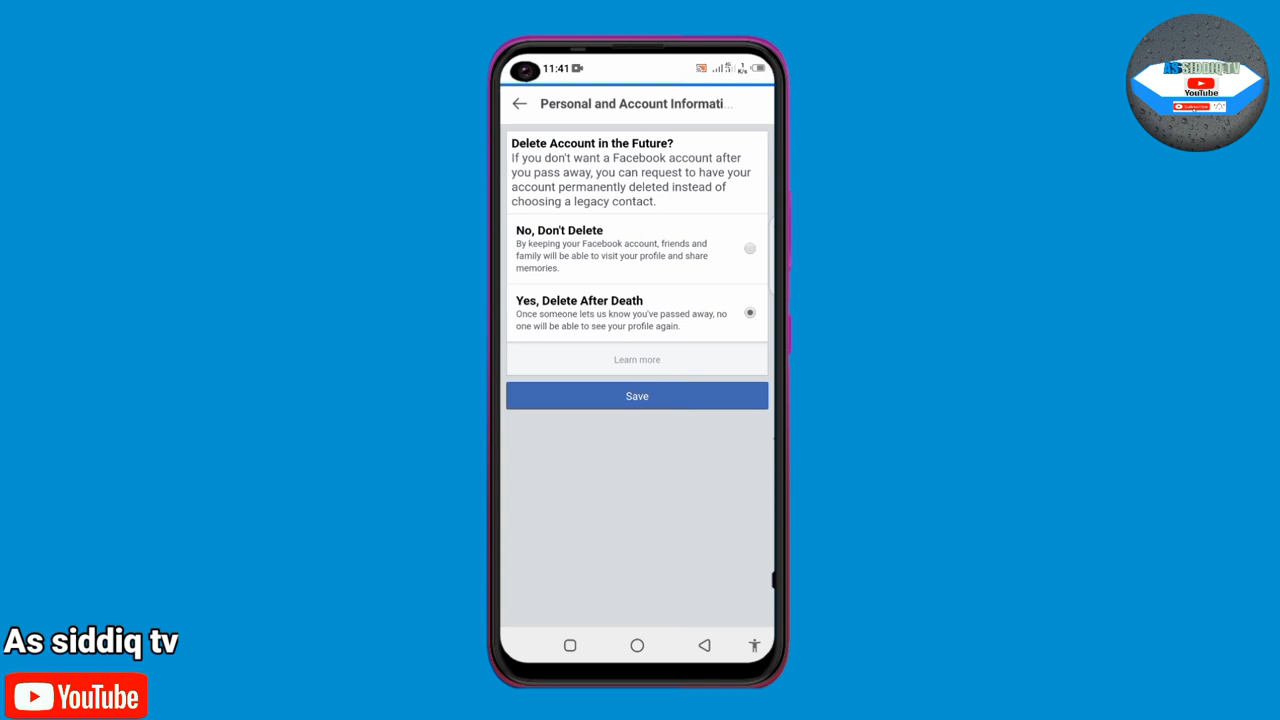 11:41
Personal and Account Informati...
Delete Account in the Future?
If you don't want a Facebook account after
you pass away, you can request to have your
account permanently deleted instead of
choosing a legacy contact.
No, Don't Delete
By keeping your Facebook account, friends and
family will be able to visit your profile and share
memories.
Yes, Delete After Death
Once someone lets us know you've passed away, no
one will be able to see your profile again.
Learn more
Save
ASSIDDIQ TV
YouTube
Subscribe
As siddiq tv
YouTube